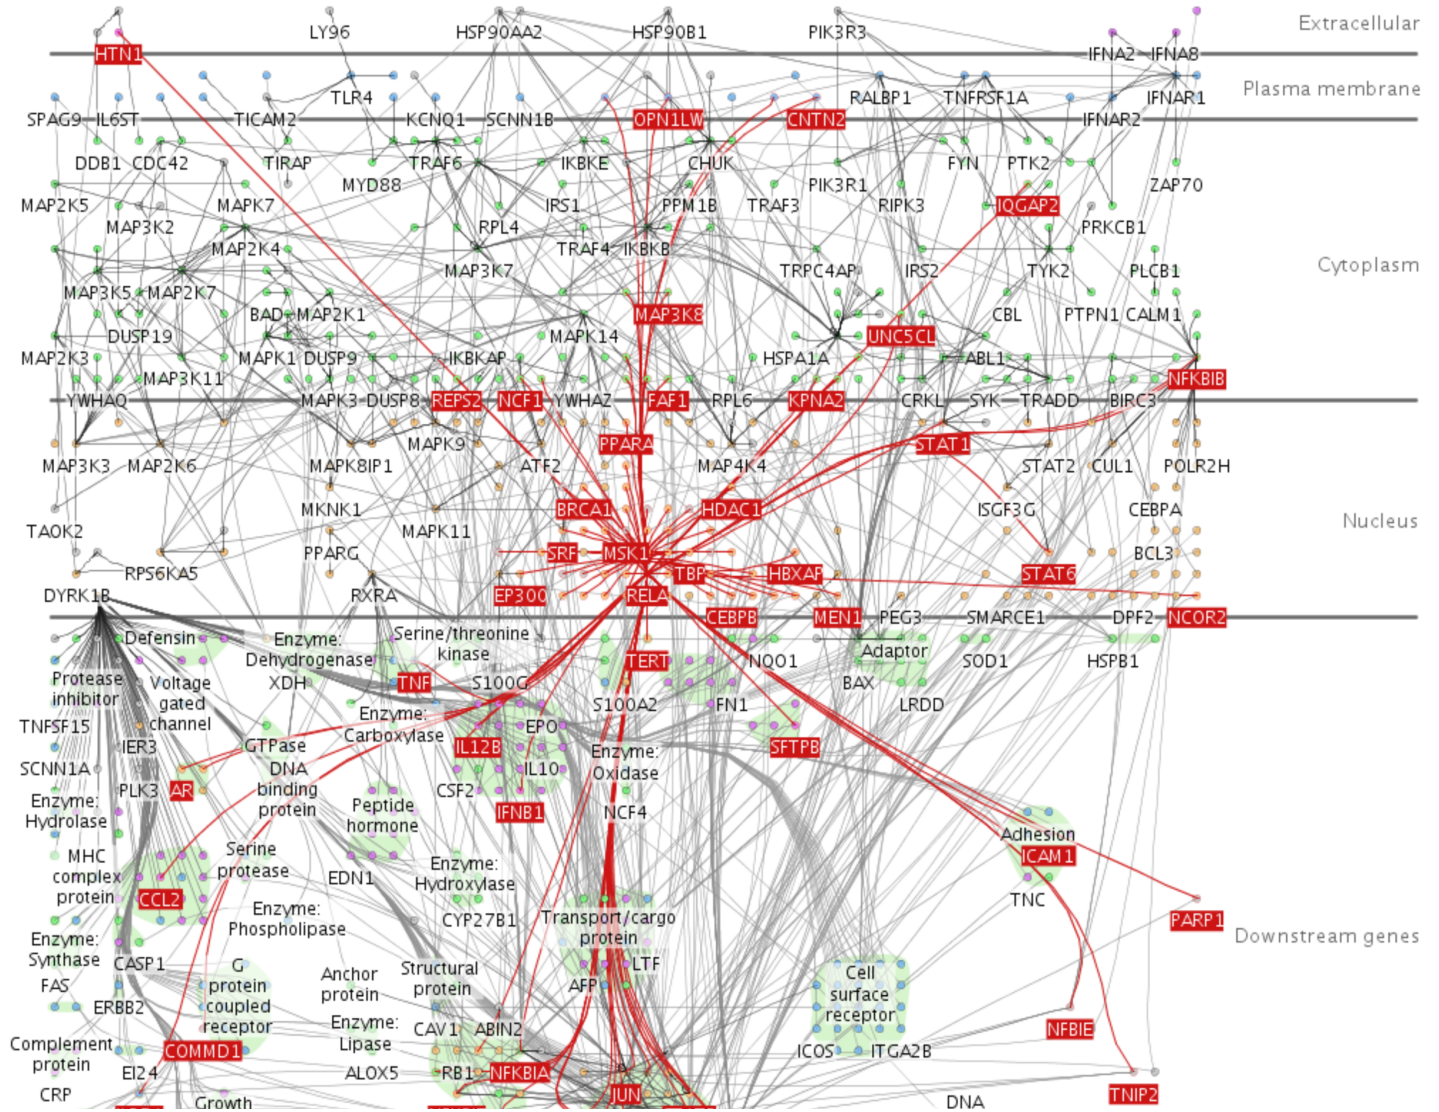 Extracellular
LY96 HSP90AA2 HSP90B1 PIK3R3
HTN1 IFNA2 IFNA8
Plasma membrane
TLR4 RALBP1 TNFRSF1A IFNAR1
SPAG9 IL6ST TICAM2 KCNQ1 SCNN1B OPN1LW CNTN2 IFNAR2
DDB1 CDC42 TIRAP TRAF6 IKBKE CHUK FYN PTK2
MYD88 PIK3R1 ZAP70
MAP2K5 MAPK7 IRS1 PPM1B TRAF3 RIPK3 IQGAP2
MAP3K2 RPL4 PRKCB1
MAP2K4 TRAF4 IKBKB
Cytoplasm
MAP3K7 TRPC4AP IRS2 TYK2 PLCB1
MAP3K5 MAP2K7
BAD MAP2K1 MAP3K8 CBL PTPN1 CALM1
DUSP19 MAPK14 UNC5CL
MAP2K3 MAPK1 DUSP9 IKBKAP HSPA1A ABL1
MAP3K11 NFKBIB
YWHAQ MAPK3 DUSP8 REPS2 NCF1 YWHAZ FAF1 RPL6 KPNA2 CRKL SYK TRADD BIRC3
MAPK9 PPARA STAT1
MAP3K3 MAP2K6 MAPK8IP1 ATF2 MAP4K4 STAT2 CUL1 POLR2H
MKNK1 BRCA1 HDAC1 ISGF3G CEBPA
Nucleus
TAOK2 MAPK11
PPARG SRF MSK1 BCL3
RPS6KA5 TBP HBXAP STAT6
DYRK1B RXRA EP300 RELA
CEBPB MEN1 PEG3 SMARCE1 DPF2 NCOR2
Defensin Enzyme: Serine/threonine
Dehydrogenase kinase TERT NQO1 Adaptor SOD1 HSPB1
Protease Voltage XDH TNF S100G BAX
inhibitor gated S100A2 FN1 LRDD
TNFSF15 channel Enzyme: EPO
Carboxylase
IER3 GTPase IL12B Enzyme: SFTPB
SCNN1A DNA IL10 Oxidase
PLK3 AR binding CSF2
Enzyme: protein Peptide IFNB1 NCF4
Hydrolase hormone
Adhesion
MHC Serine ICAM1
complex protease EDN1 Enzyme:
protein CCL2 Hydroxylase TNC
Enzyme: CYP27B1 Transport/cargo PARP1
Phospholipase protein
Downstream genes
Enzyme:
Synthase CASP1 G Anchor Structural LTF Cell
FAS protein protein protein AFP surface
ERBB2 coupled receptor
receptor Enzyme: CAV1 ABIN2 NFBIE
Complement COMMD1 Lipase ICOS ITGA2B
protein EI24 ALOX5 RB1 NFKBIA
CRP Growth JUN DNA TNIP2